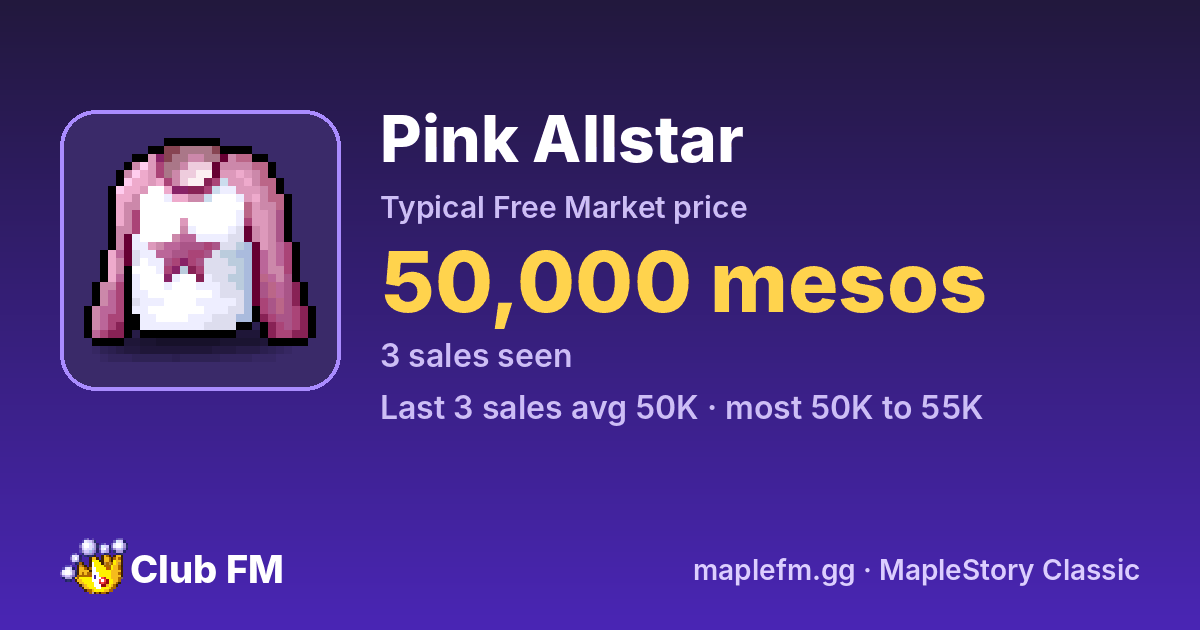 Pink Allstar
Typical Free Market price
50,000 mesos
3 sales seen
Last 3 sales avg 50K · most 50K to 55K
Club FM
maplefm.gg · MapleStory Classic